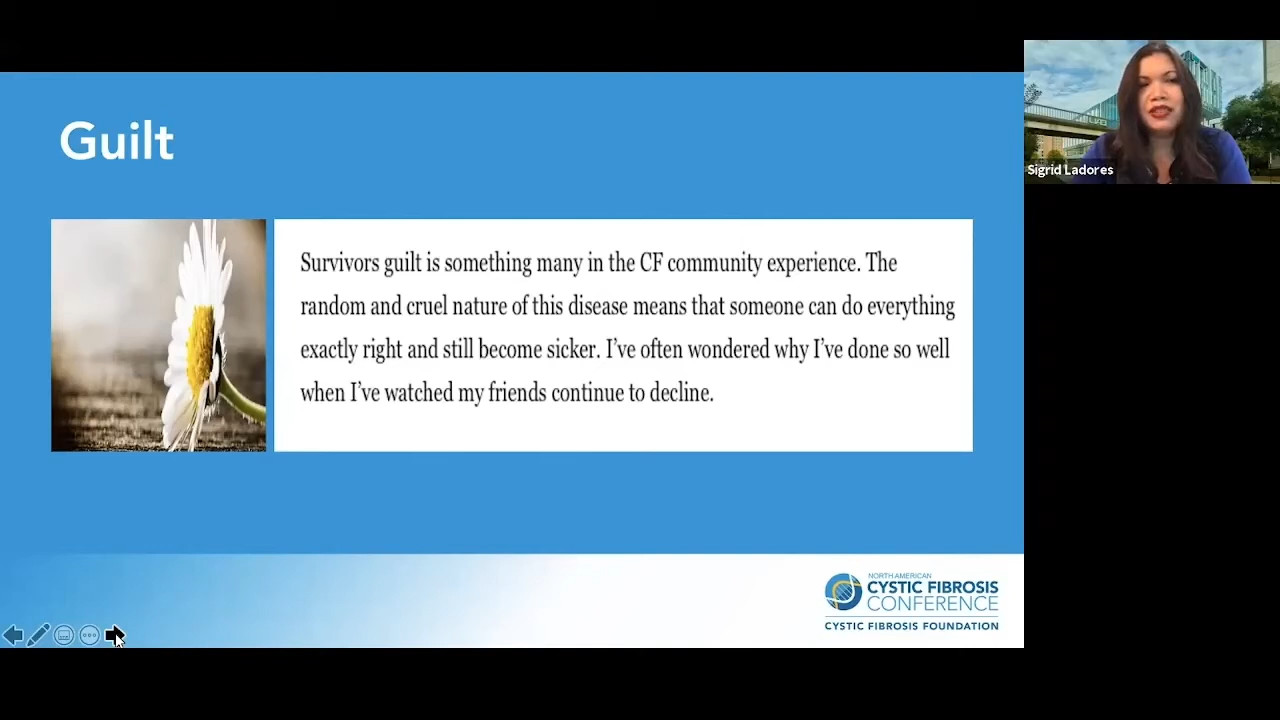 Guilt
Survivors guilt is something many in the CF community experience. The
random and cruel nature of this disease means that someone can do everything
exactly right and still become sicker. I've often wondered why I've done so well
when I've watched my friends continue to decline.
Sigrid Ladores
NORTH AMERICAN
CYSTIC FIBROSIS
CONFERENCE
CYSTIC FIBROSIS FOUNDATION